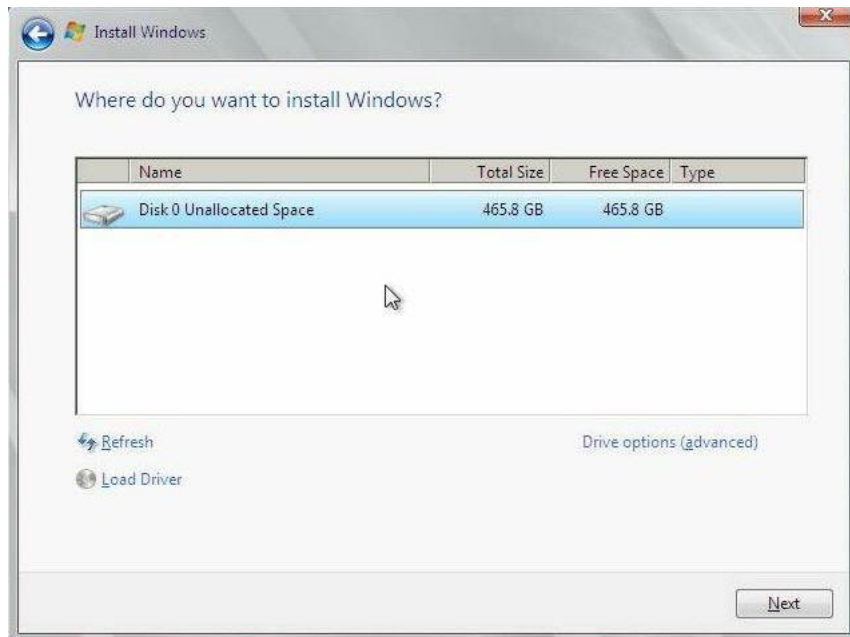 Install Windows
Where do you want to install Windows?
Name Total Size Free Space Type
Disk 0 Unallocated Space 465.8 GB 465.8 GB
Refresh Drive options (advanced)
Load Driver
Next